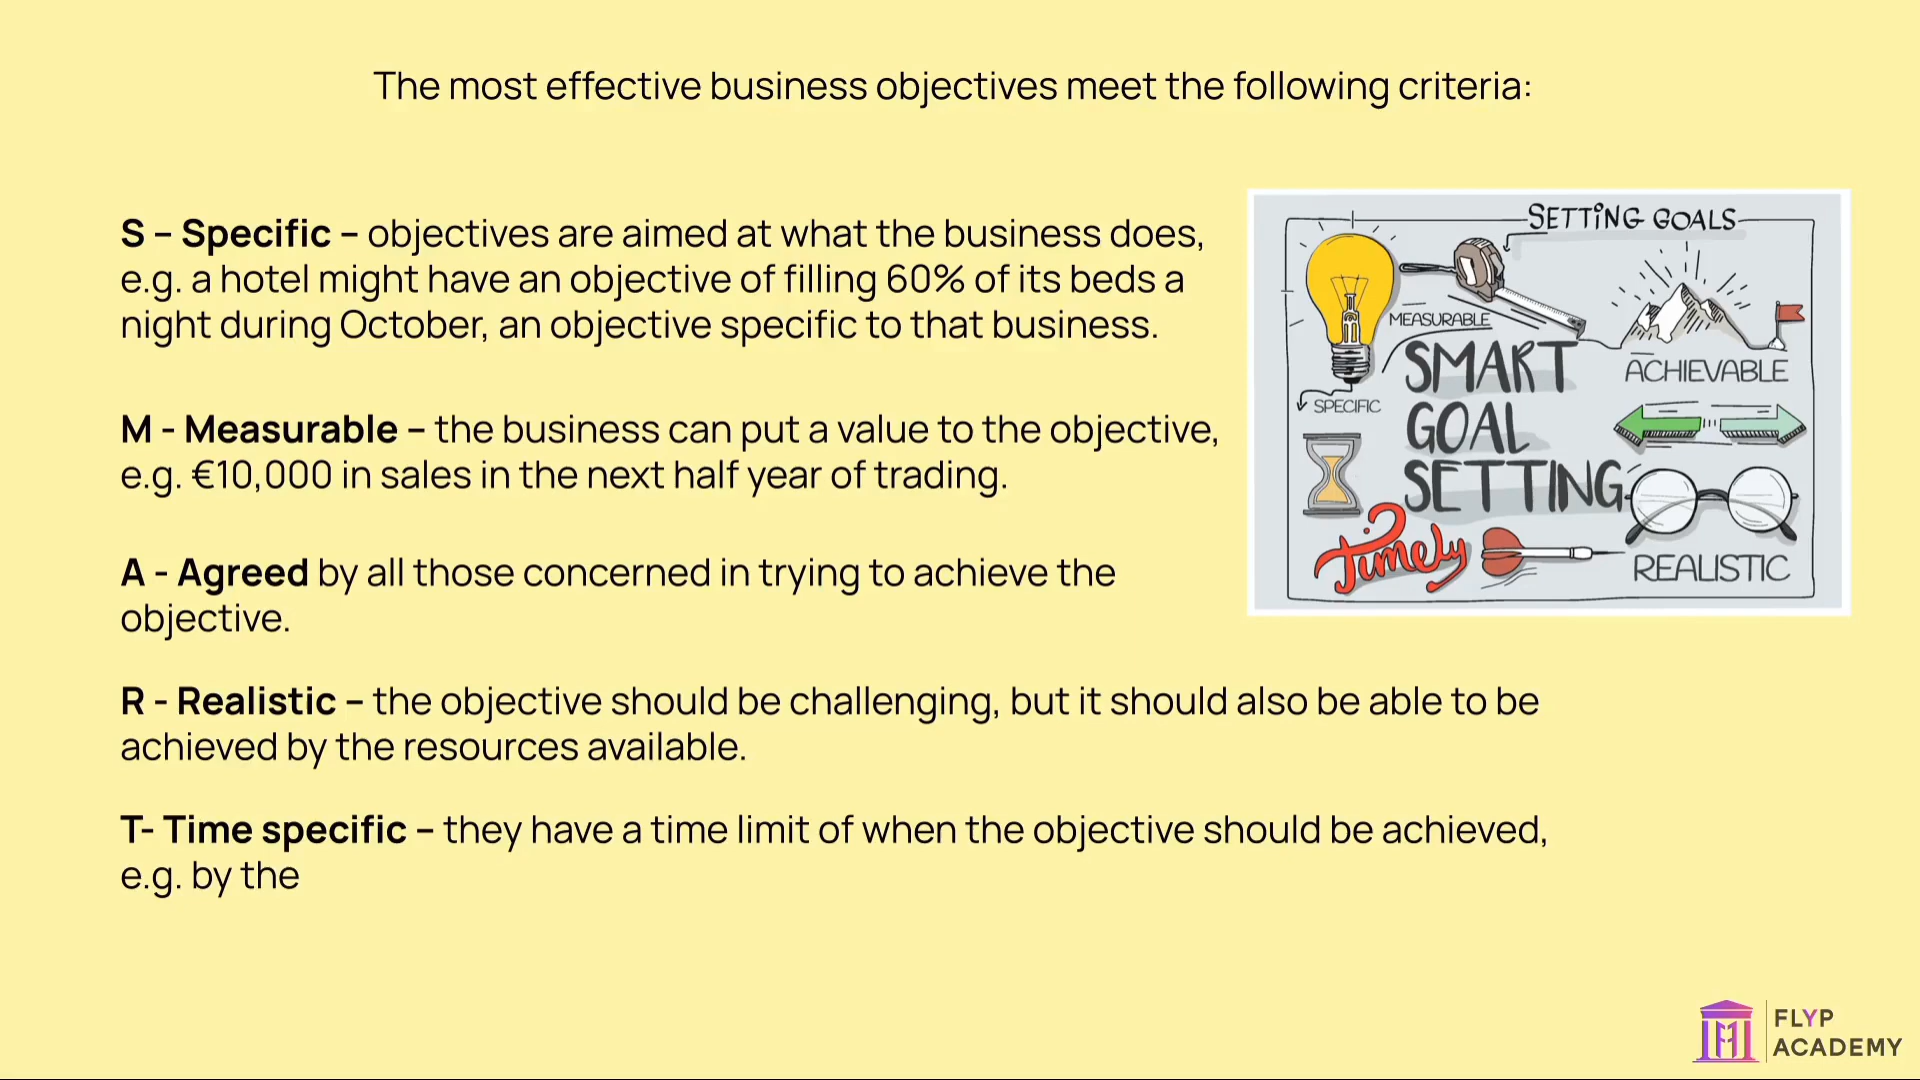 The most effective business objectives meet the following criteria:
S – Specific – objectives are aimed at what the business does,
e.g. a hotel might have an objective of filling 60% of its beds a
night during October, an objective specific to that business.
M - Measurable – the business can put a value to the objective,
e.g. €10,000 in sales in the next half year of trading.
A - Agreed by all those concerned in trying to achieve the
objective.
R - Realistic – the objective should be challenging, but it should also be able to be
achieved by the resources available.
T- Time specific – they have a time limit of when the objective should be achieved,
e.g. by the
SETTiNG GOALS
MEASURABLE
SMART
GOAL
SETTING
ACHIEVABLE
SPECIFIC
Timely
REALISTIC
FLYP
ACADEMY